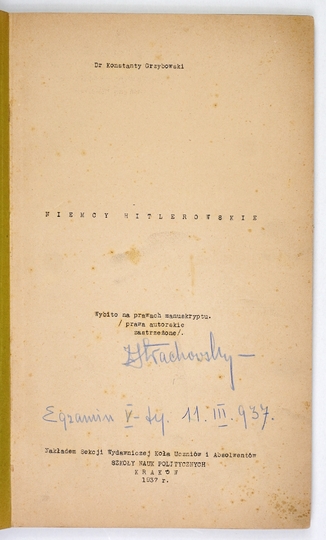 Dr Konstanty Grzybowski
NIEMCY HITLEROWSKIE
Wybito na prawach manuskryptu.
/ prawa autorskie
zastrzeżone/.
Egzamin V-ty. 11. III. 937.
Nakładem Sekcji Wydawniczej Koła Uczniów i Absolwentów
SZKOŁY NAUK POLITYCZNYCH
KRAKÓW
1937 r.